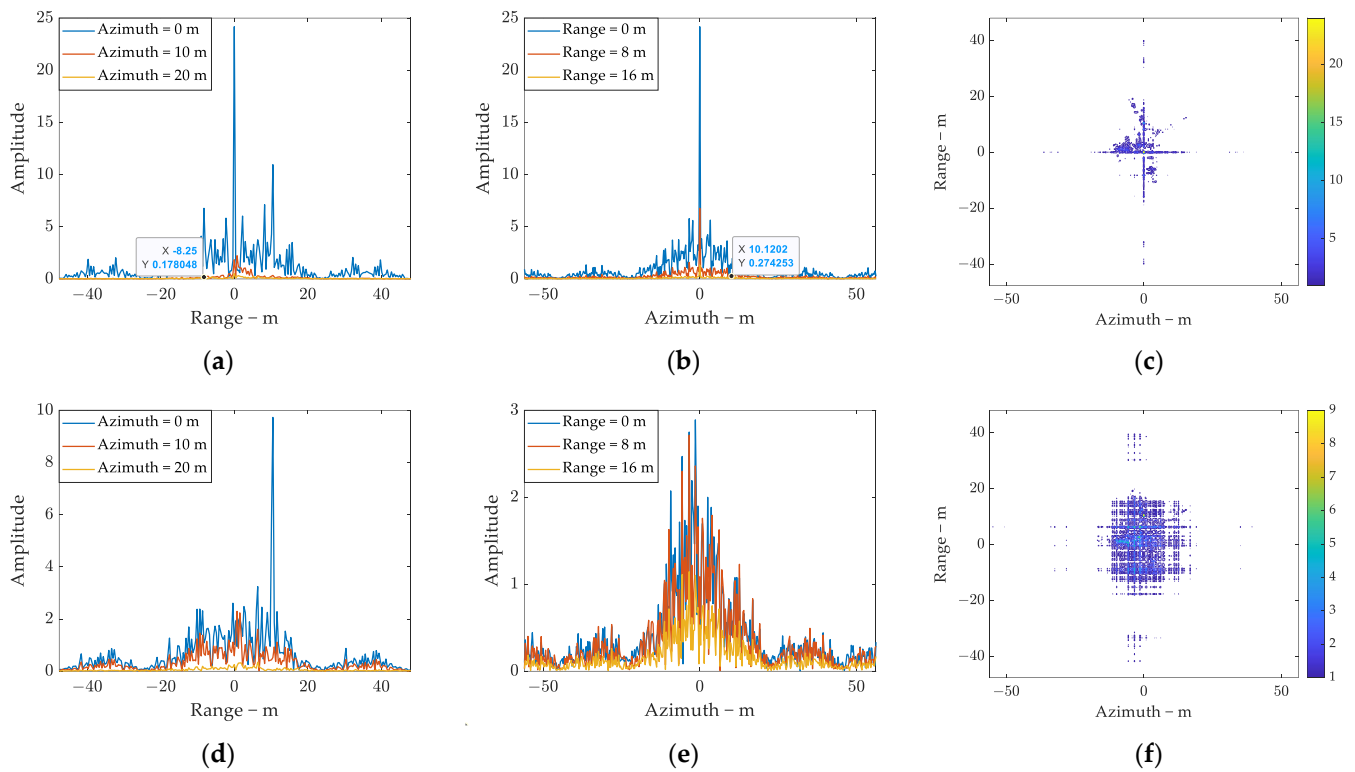 25
20
15
10
5
0
Amplitude
Azimuth = 0 m
Azimuth = 10 m
Azimuth = 20 m
X -8.25
Y 0.178048
−40 −20 0 20 40
Range – m
(a)
25
20
15
10
5
0
Amplitude
Range = 0 m
Range = 8 m
Range = 16 m
X 10.1202
Y 0.274253
−50 0 50
Azimuth – m
(b)
40
20
0
−20
−40
Range – m
−50 0 50
Azimuth – m
20
15
10
5
(c)
10
8
6
4
2
0
Amplitude
Azimuth = 0 m
Azimuth = 10 m
Azimuth = 20 m
−40 −20 0 20 40
Range – m
(d)
3
2
1
0
Amplitude
Range = 0 m
Range = 8 m
Range = 16 m
−50 0 50
Azimuth – m
(e)
40
20
0
−20
−40
Range – m
−50 0 50
Azimuth – m
9
8
7
6
5
4
3
2
1
(f)